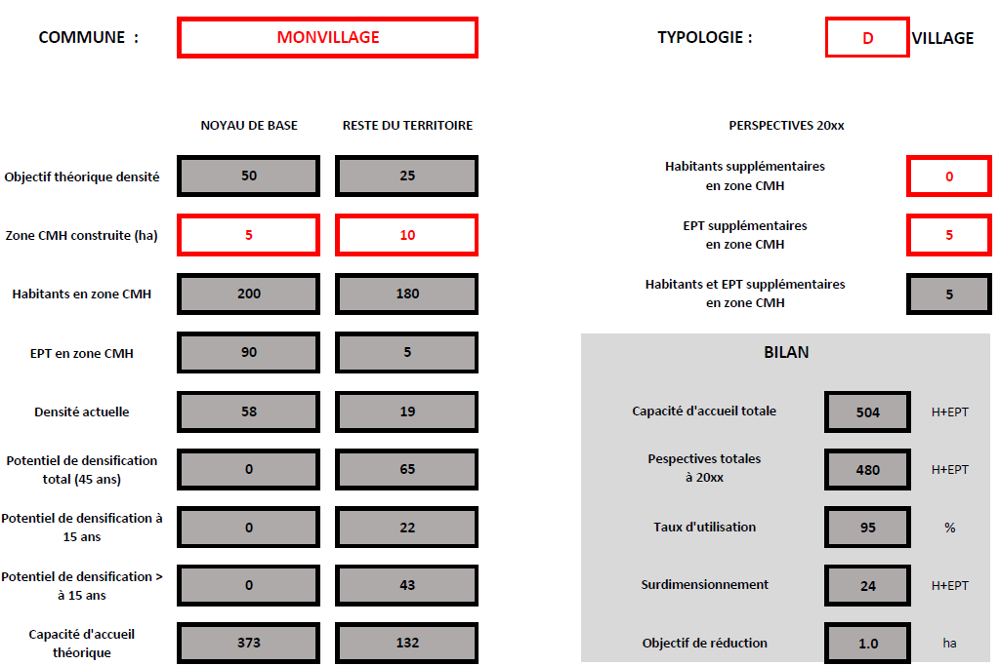 COMMUNE : MONVILLAGE TYPOLOGIE : D VILLAGE
NOYAU DE BASE RESTE DU TERRITOIRE
Objectif théorique densité 50 25
Zone CMH construite (ha) 5 10
Habitants en zone CMH 200 180
EPT en zone CMH 90 5
Densité actuelle 58 19
Potentiel de densification
total (45 ans) 0 65
Potentiel de densification à
15 ans 0 22
Potentiel de densification >
à 15 ans 0 43
Capacité d'accueil
théorique 373 132
PERSPECTIVES 20xx
Habitants supplémentaires
en zone CMH 0
EPT supplémentaires
en zone CMH 5
Habitants et EPT supplémentaires
en zone CMH 5
BILAN
Capacité d'accueil totale 504 H+EPT
Pespectives totales
à 20xx 480 H+EPT
Taux d'utilisation 95 %
Surdimensionnement 24 H+EPT
Objectif de réduction 1.0 ha